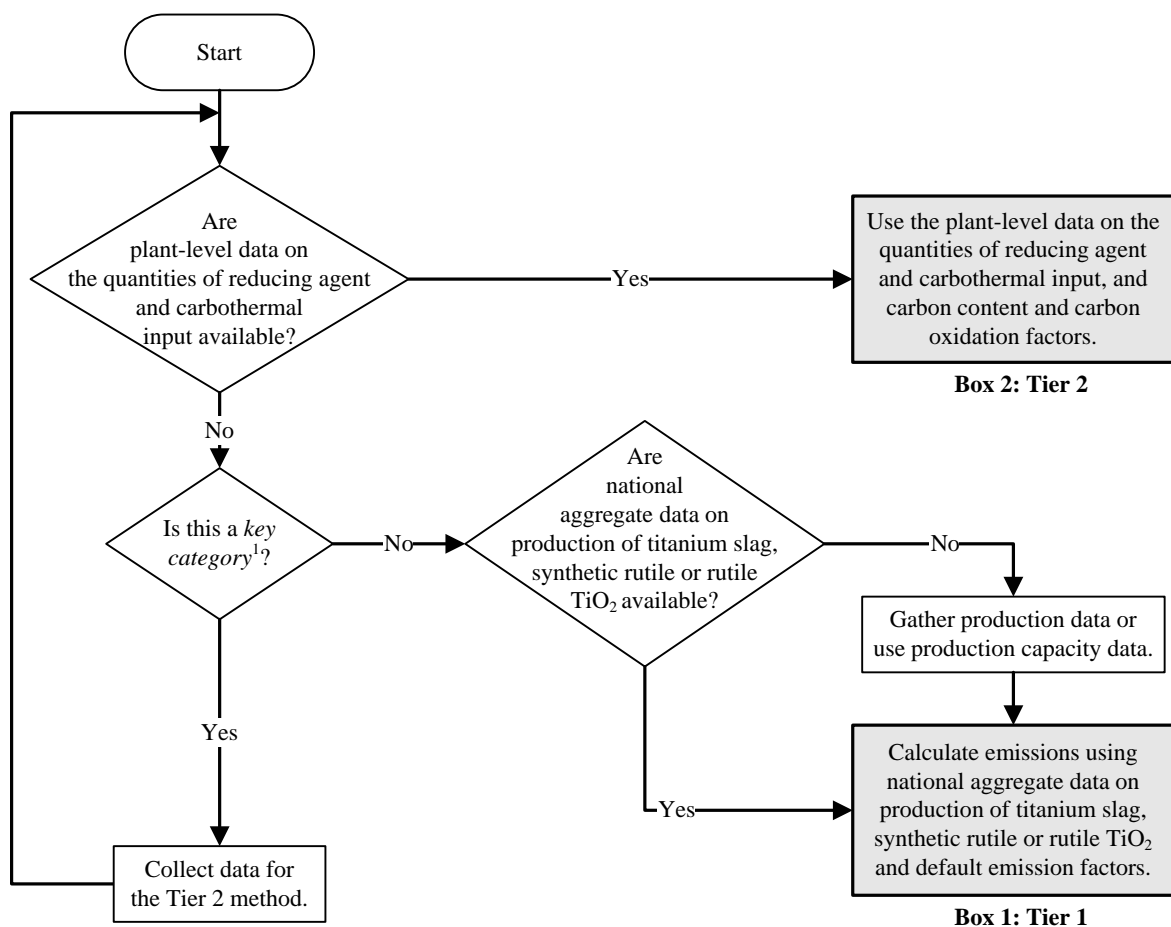 Start
Are
plant-level data on
the quantities of reducing agent
and carbothermal
input available?
Yes
Use the plant-level data on the
quantities of reducing agent
and carbothermal input, and
carbon content and carbon
oxidation factors.
Box 2: Tier 2
No
Is this a key
category¹?
No
Are
national
aggregate data on
production of titanium slag,
synthetic rutile or rutile
TiO₂ available?
No
Gather production data or
use production capacity data.
Yes
Yes
Calculate emissions using
national aggregate data on
production of titanium slag,
synthetic rutile or rutile TiO₂
and default emission factors.
Box 1: Tier 1
Collect data for
the Tier 2 method.